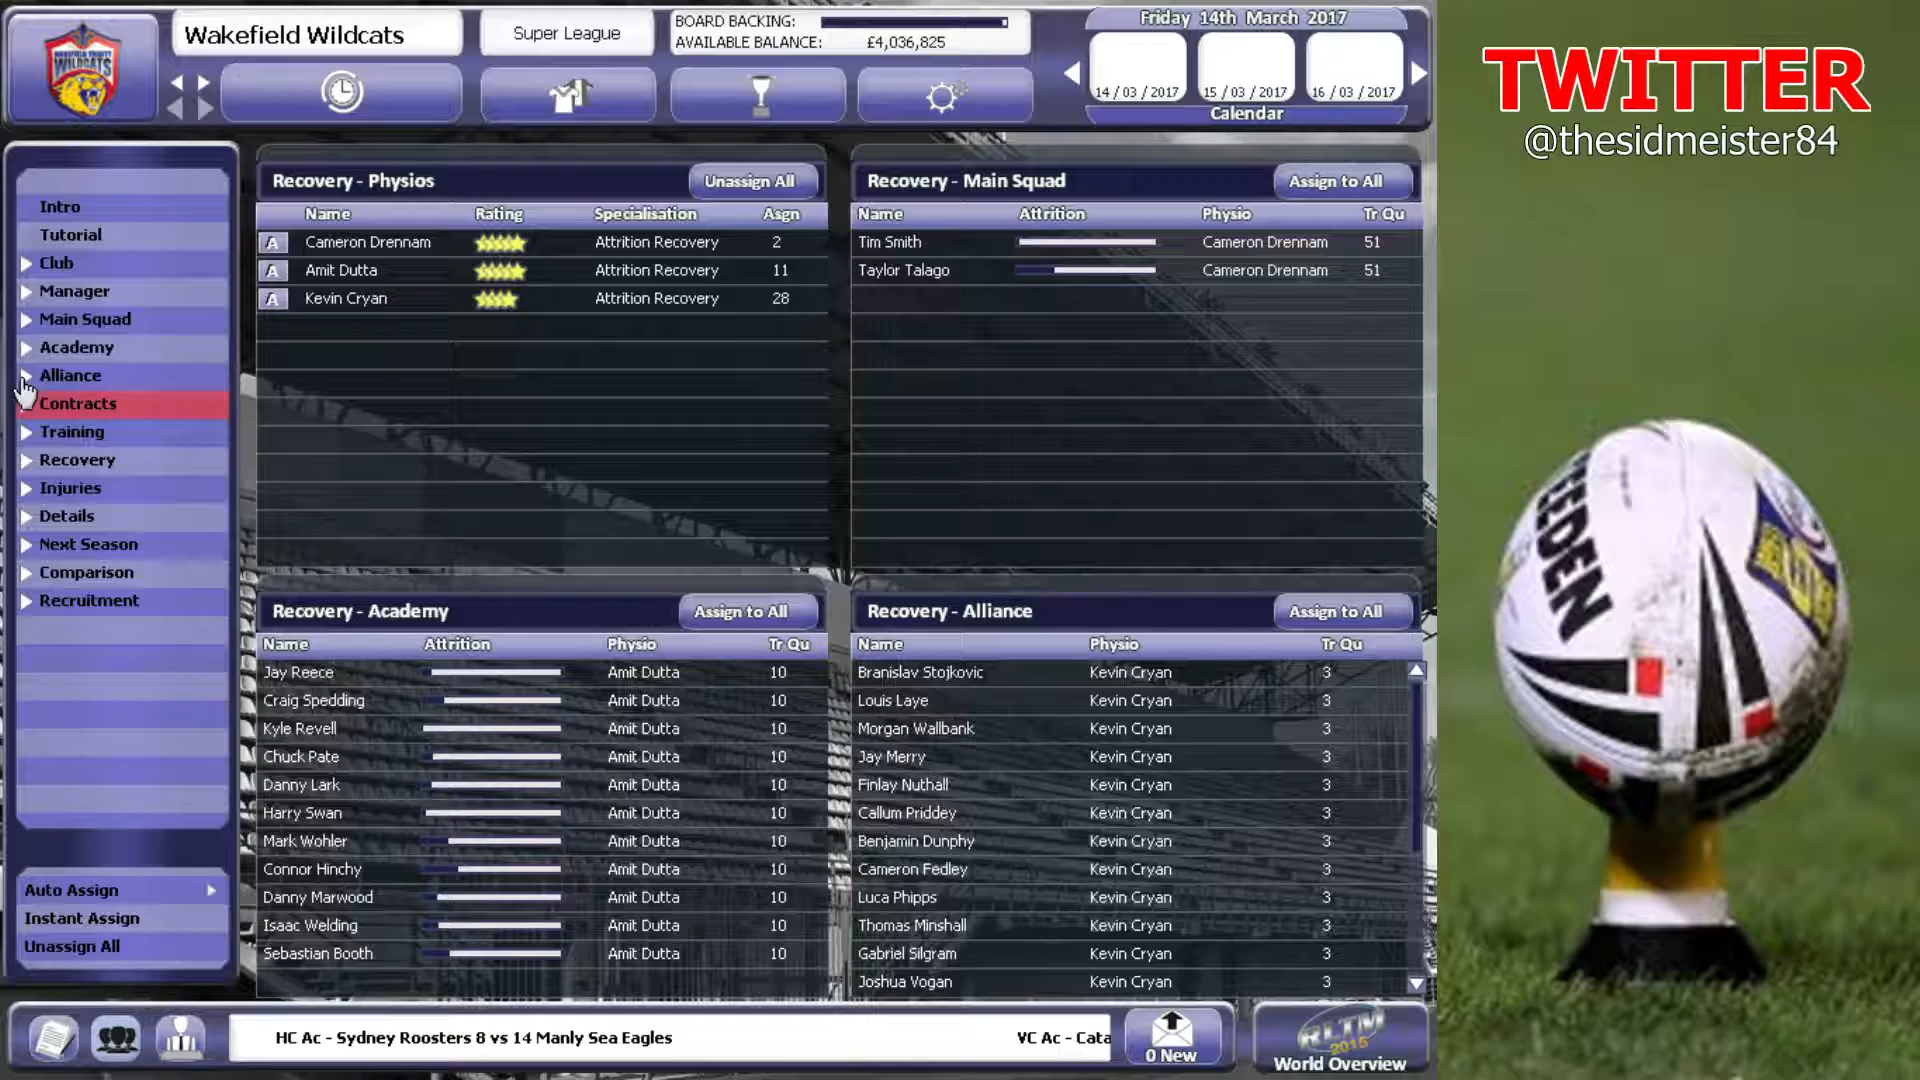 Wakefield Wildcats
Super League
BOARD BACKING:
AVAILABLE BALANCE: £4,036,825
Friday 14th March 2017
14 / 03 / 2017
15 / 03 / 2017
16 / 03 / 2017
Calendar
TWITTER
@thesidmeister84
WILDCATS
Intro
Tutorial
Club
Manager
Main Squad
Academy
Alliance
Contracts
Training
Recovery
Injuries
Details
Next Season
Comparison
Recruitment
Auto Assign
Instant Assign
Unassign All
Recovery - Physios Unassign All
Name Rating Specialisation Asgn
A Cameron Drennam Attrition Recovery 2
A Amit Dutta Attrition Recovery 11
A Kevin Cryan Attrition Recovery 28
Recovery - Main Squad Assign to All
Name Attrition Physio Tr Qu
Tim Smith Cameron Drennam 51
Taylor Talago Cameron Drennam 51
Recovery - Academy Assign to All
Name Attrition Physio Tr Qu
Jay Reece Amit Dutta 10
Craig Spedding Amit Dutta 10
Kyle Revell Amit Dutta 10
Chuck Pate Amit Dutta 10
Danny Lark Amit Dutta 10
Harry Swan Amit Dutta 10
Mark Wohler Amit Dutta 10
Connor Hinchy Amit Dutta 10
Danny Marwood Amit Dutta 10
Isaac Welding Amit Dutta 10
Sebastian Booth Amit Dutta 10
Recovery - Alliance Assign to All
Name Physio Tr Qu
Branislav Stojkovic Kevin Cryan 3
Louis Laye Kevin Cryan 3
Morgan Wallbank Kevin Cryan 3
Jay Merry Kevin Cryan 3
Finlay Nuthall Kevin Cryan 3
Callum Priddey Kevin Cryan 3
Benjamin Dunphy Kevin Cryan 3
Cameron Fedley Kevin Cryan 3
Luca Phipps Kevin Cryan 3
Thomas Minshall Kevin Cryan 3
Gabriel Silgram Kevin Cryan 3
Joshua Vogan Kevin Cryan 3
HC Ac - Sydney Roosters 8 vs 14 Manly Sea Eagles VC Ac - Cata
0 New
RLTM
2015
World Overview